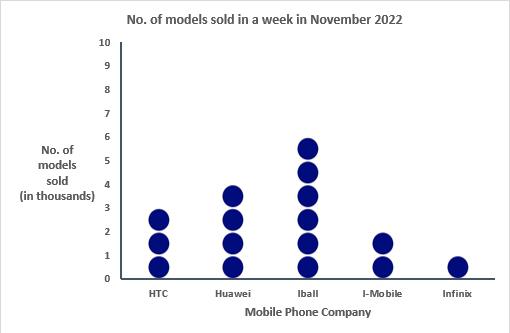 No. of models sold in a week in November 2022
10
9
8
7
6
5
4
3
2
1
0
No. of
models
sold
(in thousands)
HTC Huawei Iball I-Mobile Infinix
Mobile Phone Company